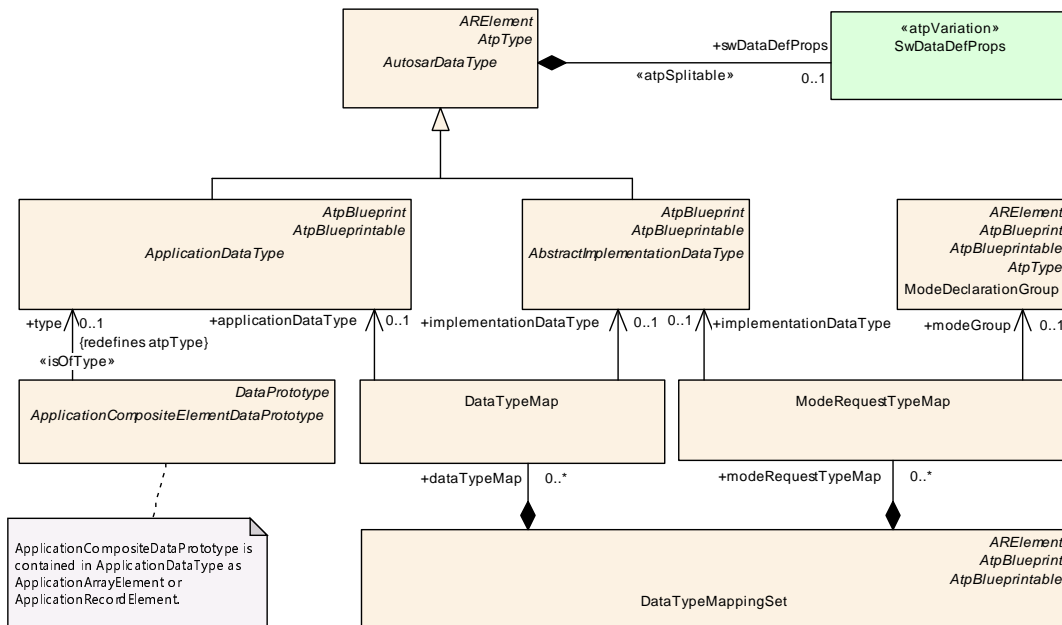 ARElement
AtpType
AutosarDataType
+swDataDefProps
«atpSplitable»
0..1
«atpVariation»
SwDataDefProps
AtpBlueprint
AtpBlueprintable
ApplicationDataType
AtpBlueprint
AtpBlueprintable
AbstractImplementationDataType
ARElement
AtpBlueprint
AtpBlueprintable
AtpType
ModeDeclarationGroup
+type
0..1
{redefines atpType}
«isOfType»
+applicationDataType
0..1
+implementationDataType
0..1
0..1
+implementationDataType
+modeGroup
0..1
DataPrototype
ApplicationCompositeElementDataPrototype
DataTypeMap
ModeRequestTypeMap
+dataTypeMap
0..*
+modeRequestTypeMap
0..*
ApplicationCompositeDataPrototype is
contained in ApplicationDataType as
ApplicationArrayElement or
ApplicationRecordElement.
ARElement
AtpBlueprint
AtpBlueprintable
DataTypeMappingSet